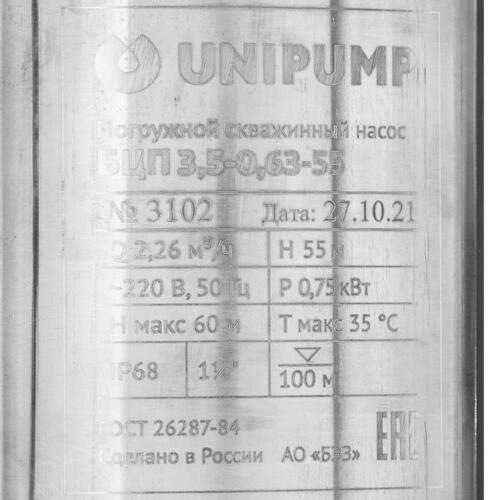 UNIPUMP
Погружной скважинный насос
БЦП 3,5-0,63-55
№ 3102 Дата: 27.10.21
Q 2,26 м³/ч H 55 м
~220 В, 50 Гц P 0,75 кВт
H макс 60 м T макс 35 °C
IP68 1¼" 100 м
ГОСТ 26287-84
Сделано в России АО «БЭЗ» EAC